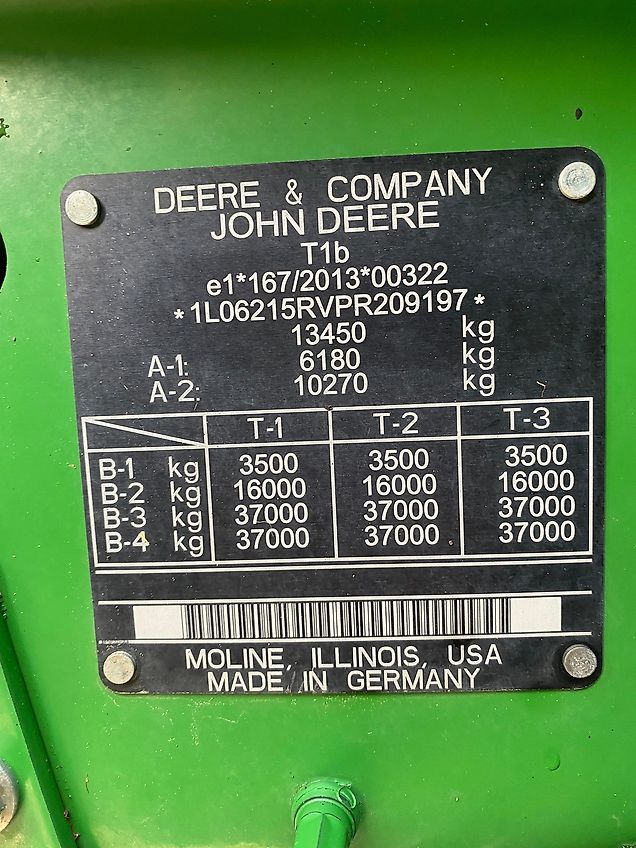 DEERE & COMPANY
JOHN DEERE
T1b
e1*167/2013*00322
*1L06215RVPR209197*
13450 kg
A-1: 6180 kg
A-2: 10270 kg
T-1 T-2 T-3
B-1 kg 3500 3500 3500
B-2 kg 16000 16000 16000
B-3 kg 37000 37000 37000
B-4 kg 37000 37000 37000
MOLINE, ILLINOIS, USA
MADE IN GERMANY